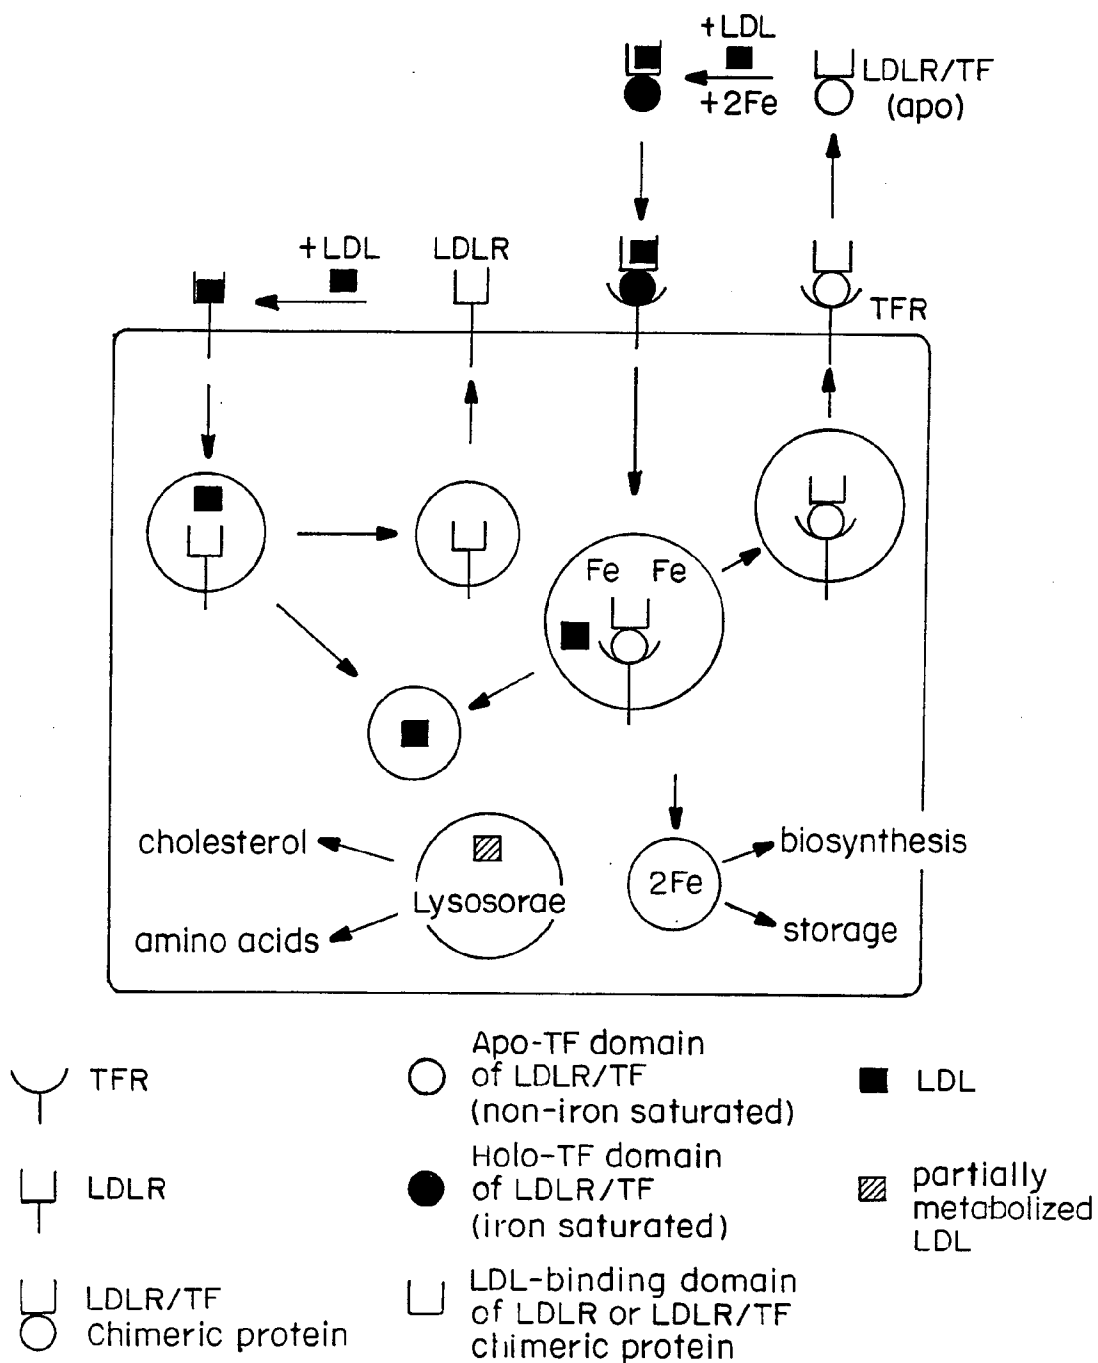 +LDL
+2Fe
LDLR/TF
(apo)
+LDL
LDLR
TFR
Fe Fe
cholesterol
Lysosorae
amino acids
2Fe
biosynthesis
storage
TFR
LDLR
LDLR/TF
Chimeric protein
Apo-TF domain
of LDLR/TF
(non-iron saturated)
Holo-TF domain
of LDLR/TF
(iron saturated)
LDL-binding domain
of LDLR or LDLR/TF
chimeric protein
LDL
partially
metabolized
LDL